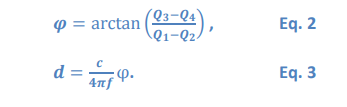 φ = arctan (Q3−Q4 / Q1−Q2), Eq. 2
d = c / 4πf φ. Eq. 3